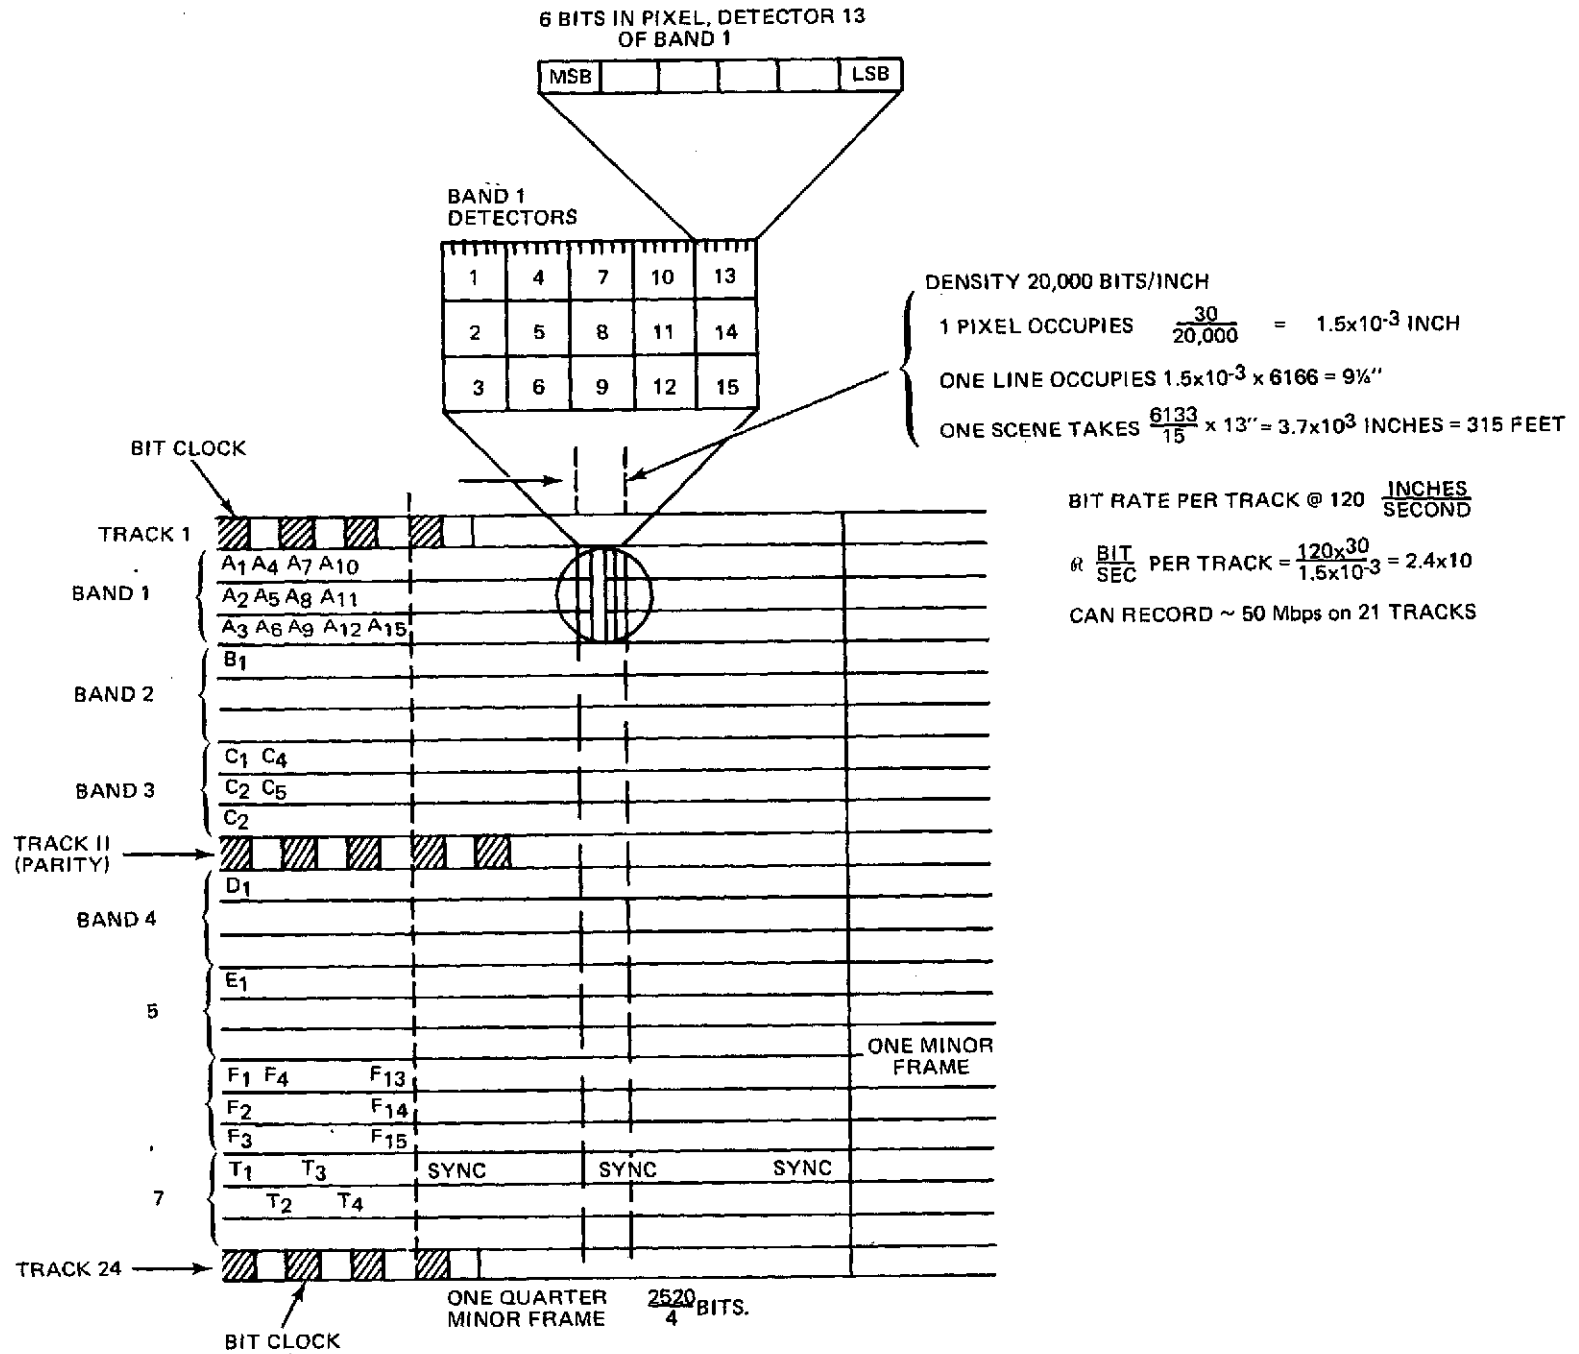 6 BITS IN PIXEL, DETECTOR 13
OF BAND 1
MSB LSB
BAND 1
DETECTORS
1 4 7 10 13
2 5 8 11 14
3 6 9 12 15
DENSITY 20,000 BITS/INCH
1 PIXEL OCCUPIES 30/20,000 = 1.5x10-3 INCH
ONE LINE OCCUPIES 1.5x10-3 x 6166 = 9¼"
ONE SCENE TAKES 6133/15 x 13" = 3.7x103 INCHES = 315 FEET
BIT RATE PER TRACK @ 120 INCHES/SECOND
R BIT/SEC PER TRACK = 120x30/1.5x10-3 = 2.4x10
CAN RECORD ~ 50 Mbps on 21 TRACKS
BIT CLOCK
TRACK 1
BAND 1
A1 A4 A7 A10
A2 A5 A8 A11
A3 A6 A9 A12 A15
BAND 2
B1
BAND 3
C1 C4
C2 C5
C2
TRACK II
(PARITY)
BAND 4
D1
5
E1
ONE MINOR
FRAME
F1 F4 F13
F2 F14
F3 F15
7
T1 T3 SYNC SYNC SYNC
T2 T4
TRACK 24
BIT CLOCK
ONE QUARTER
MINOR FRAME
2520/4 BITS.